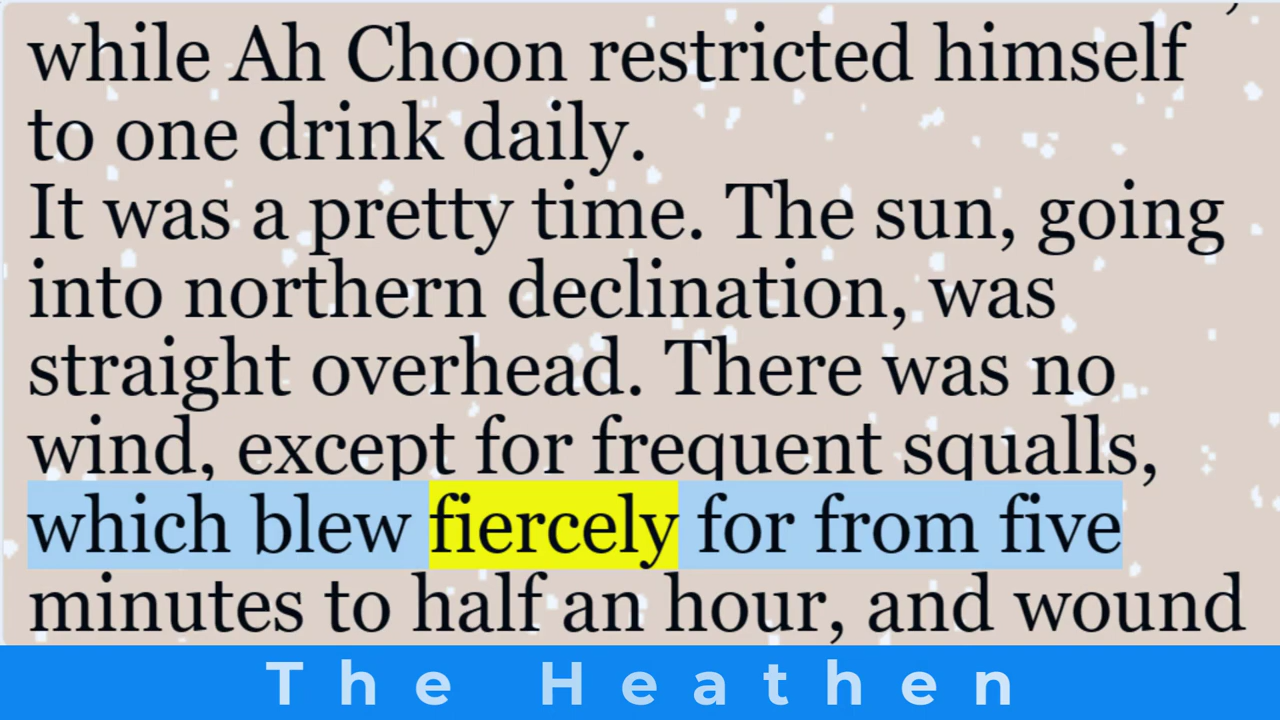 while Ah Choon restricted himself
to one drink daily.
It was a pretty time. The sun, going
into northern declination, was
straight overhead. There was no
wind, except for frequent squalls,
which blew fiercely for from five
minutes to half an hour, and wound
The Heathen